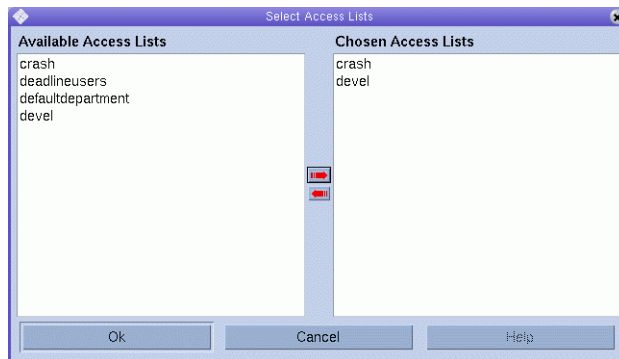 Select Access Lists
Available Access Lists
crash
deadlineusers
defaultdepartment
devel
Chosen Access Lists
crash
devel
Ok
Cancel
Help